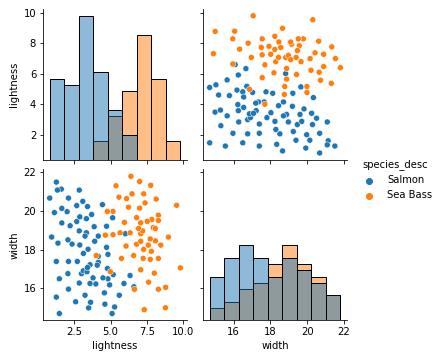 10
8
6
4
2
lightness
species_desc
Salmon
Sea Bass
22
20
18
16
width
2.5 5.0 7.5 10.0
16 18 20 22
lightness
width